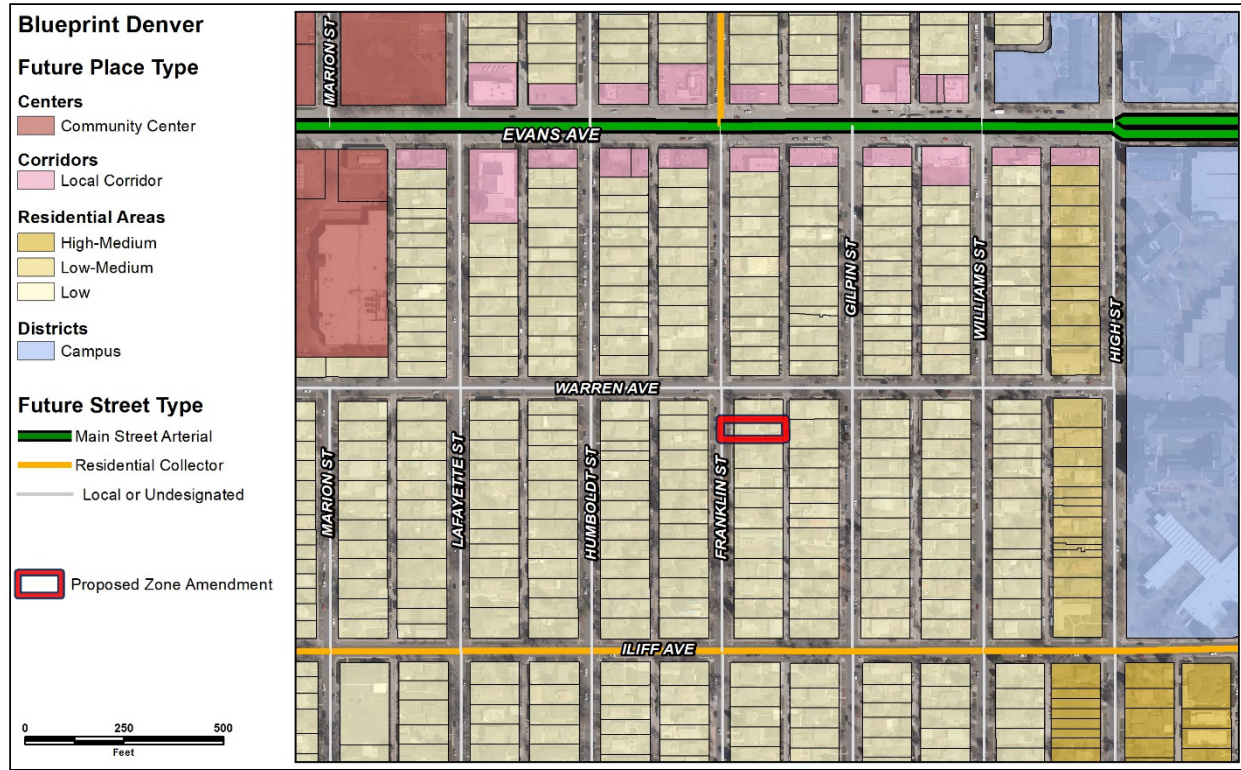 Blueprint Denver
Future Place Type
Centers
Community Center
Corridors
Local Corridor
Residential Areas
High-Medium
Low-Medium
Low
Districts
Campus
Future Street Type
Main Street Arterial
Residential Collector
Local or Undesignated
Proposed Zone Amendment
0 250 500
Feet
MARION ST
EVANS AVE
GILPIN ST
WILLIAMS ST
HIGH ST
WARREN AVE
MARION ST
LAFAYETTE ST
HUMBOLDT ST
FRANKLIN ST
ILIFF AVE